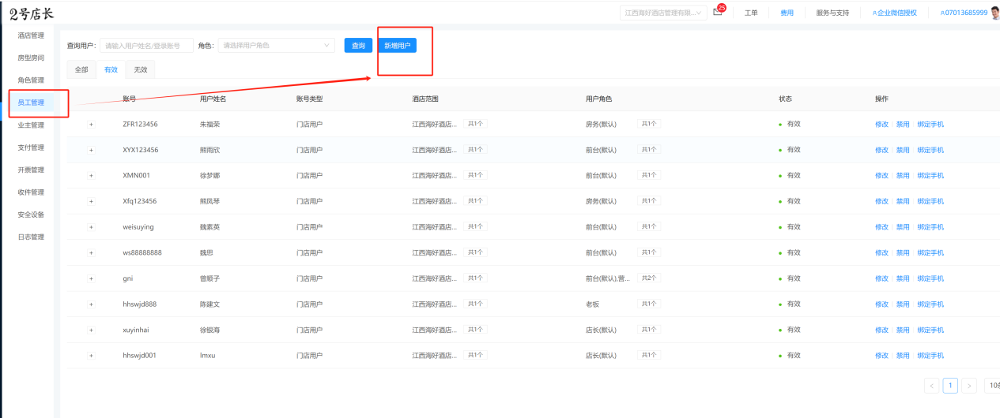 2号店长
江西海好酒店管理有限... 25 工单 费用 服务与支持 企业微信授权 07013685999
酒店管理
房型房间
角色管理
员工管理
业主管理
支付管理
开票管理
收件管理
安全设备
日志管理
查询用户: 请输入用户姓名/登录账号 角色: 请选择用户角色 查询 新增用户
全部 有效 无效
账号 用户姓名 账号类型 酒店范围 用户角色 状态 操作
+ ZFR123456 朱福荣 门店用户 江西海好酒店... 共1个 房务(默认) 共1个 有效 修改 禁用 绑定手机
+ XYX123456 熊雨欣 门店用户 江西海好酒店... 共1个 前台(默认) 共1个 有效 修改 禁用 绑定手机
+ XMN001 徐梦娜 门店用户 江西海好酒店... 共1个 前台(默认) 共1个 有效 修改 禁用 绑定手机
+ Xfq123456 熊凤琴 门店用户 江西海好酒店... 共1个 房务(默认) 共1个 有效 修改 禁用 绑定手机
+ weisuying 魏素英 门店用户 江西海好酒店... 共1个 前台(默认) 共1个 有效 修改 禁用 绑定手机
+ ws88888888 魏思 门店用户 江西海好酒店... 共1个 前台(默认) 共1个 有效 修改 禁用 绑定手机
+ gni 曾顺子 门店用户 江西海好酒店... 共1个 前台(默认),营... 共2个 有效 修改 禁用 绑定手机
+ hhswjd888 陈建文 门店用户 江西海好酒店... 共1个 老板 共1个 有效 修改 禁用 绑定手机
+ xuyinhai 徐银海 门店用户 江西海好酒店... 共1个 店长(默认) 共1个 有效 修改 禁用 绑定手机
+ hhswjd001 lmxu 门店用户 江西海好酒店... 共1个 店长(默认) 共1个 有效 修改 禁用 绑定手机
< 1 > 10